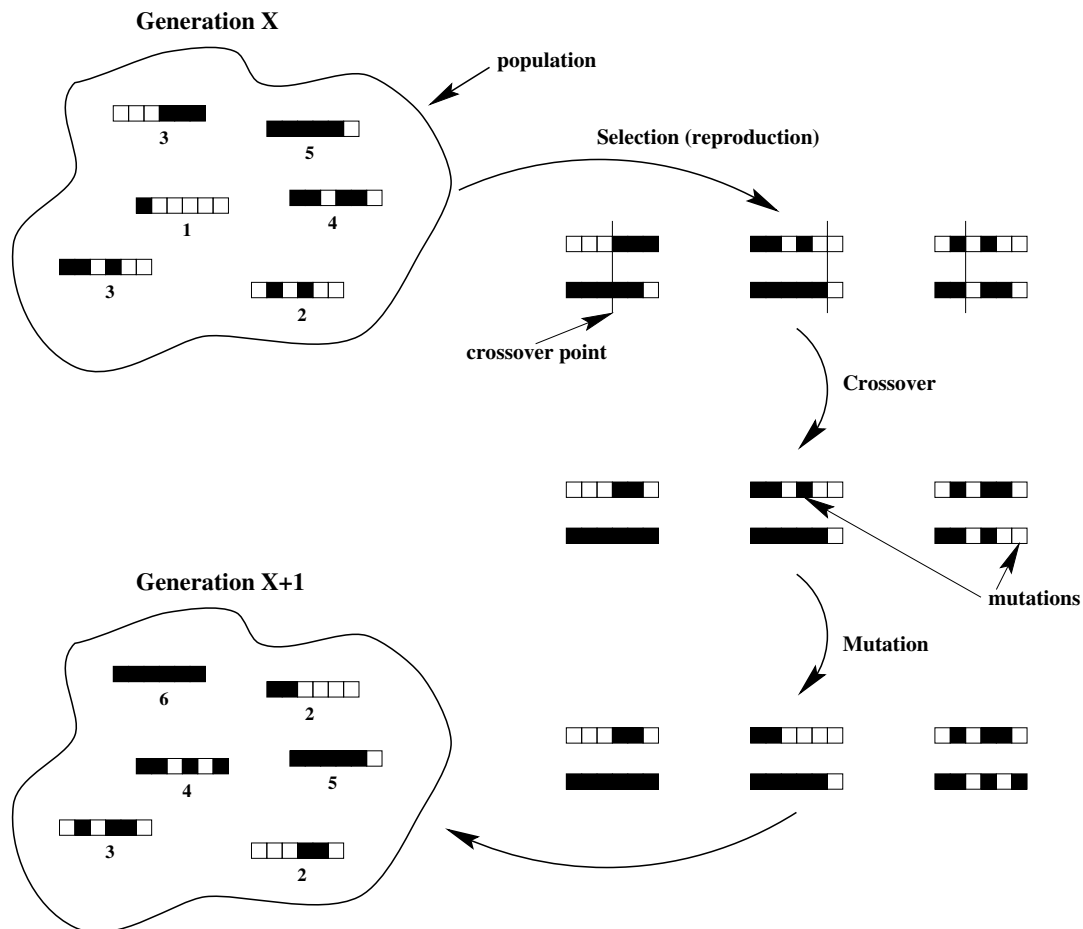 Generation X
population
3
5
Selection (reproduction)
1
4
3
2
crossover point
Crossover
Generation X+1
mutations
Mutation
6
2
4
5
3
2